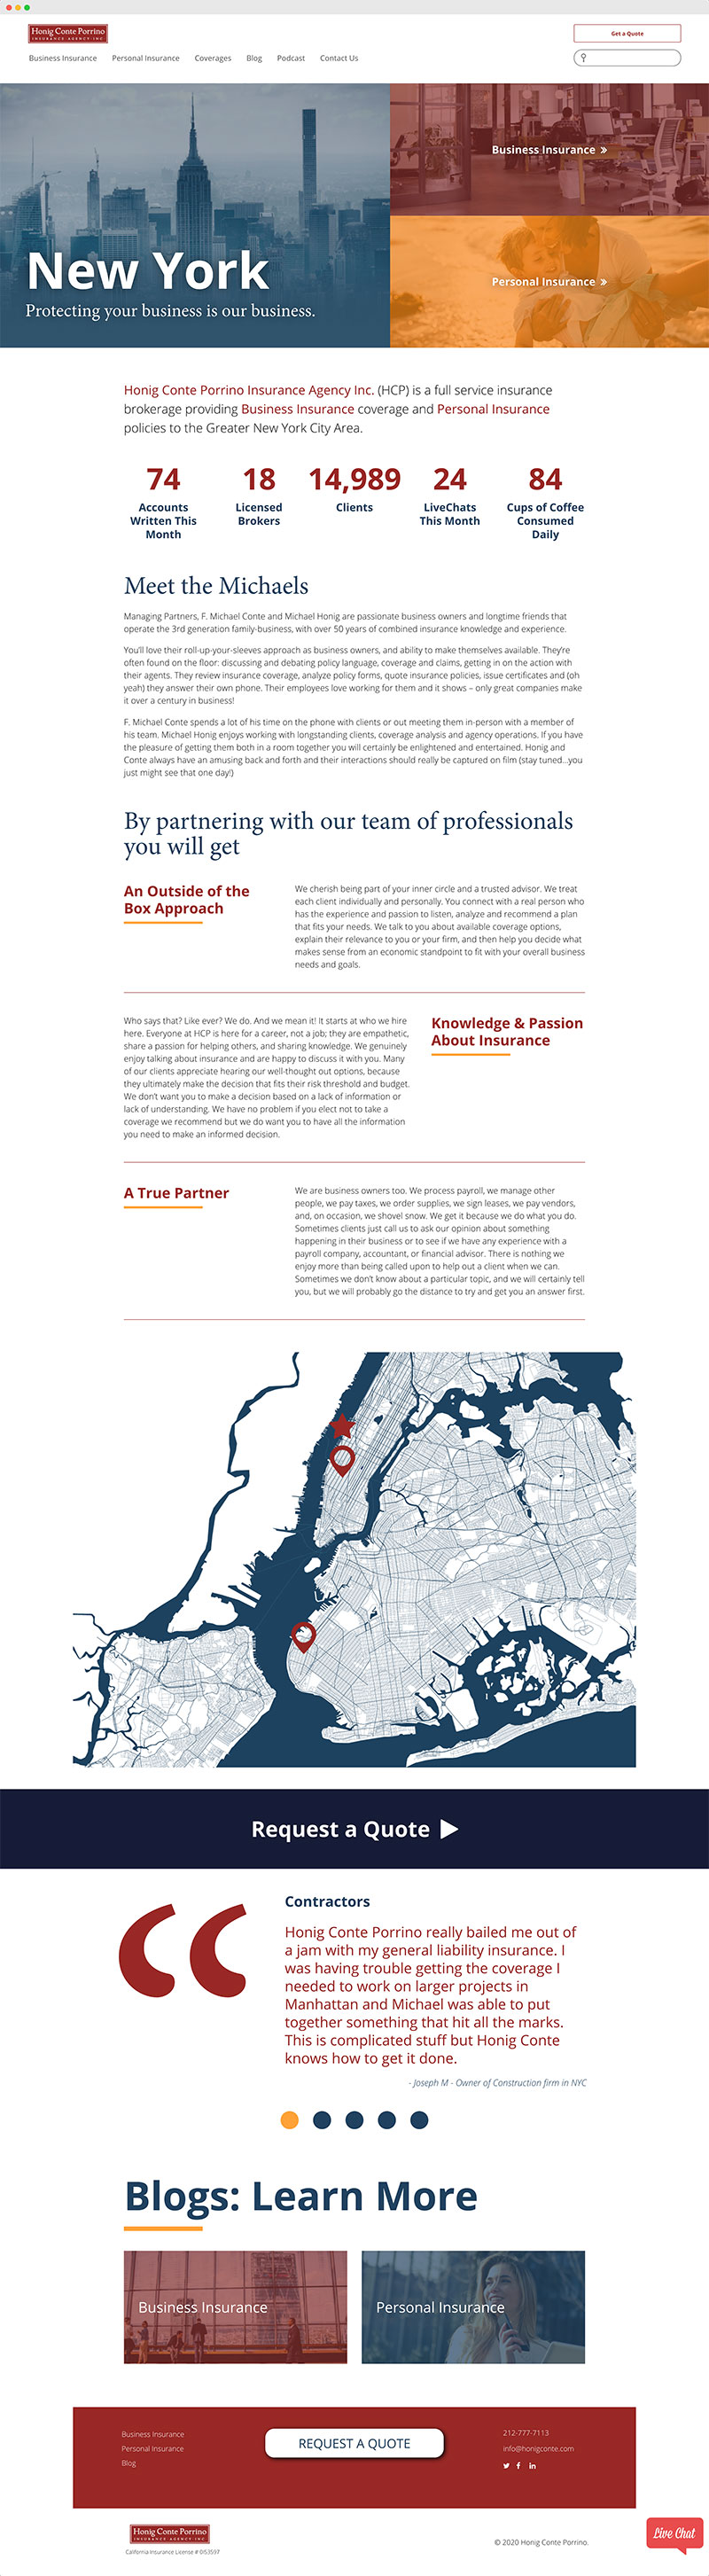 Honig Conte Porrino
INSURANCE AGENCY INC.
Get a Quote
Business Insurance Personal Insurance Coverages Blog Podcast Contact Us
Business Insurance »
New York
Protecting your business is our business.
Personal Insurance »
Honig Conte Porrino Insurance Agency Inc. (HCP) is a full service insurance
brokerage providing Business Insurance coverage and Personal Insurance
policies to the Greater New York City Area.
74 18 14,989 24 84
Accounts
Written This
Month
Licensed
Brokers
Clients
LiveChats
This Month
Cups of Coffee
Consumed
Daily
Meet the Michaels
Managing Partners, F. Michael Conte and Michael Honig are passionate business owners and longtime friends that
operate the 3rd generation family-business, with over 50 years of combined insurance knowledge and experience.
You'll love their roll-up-your-sleeves approach as business owners, and ability to make themselves available. They're
often found on the floor: discussing and debating policy language, coverage and claims, getting in on the action with
their agents. They review insurance coverage, analyze policy forms, quote insurance policies, issue certificates and (oh
yeah) they answer their own phone. Their employees love working for them and it shows – only great companies make
it over a century in business!
F. Michael Conte spends a lot of his time on the phone with clients or out meeting them in-person with a member of
his team. Michael Honig enjoys working with longstanding clients, coverage analysis and agency operations. If you have
the pleasure of getting them both in a room together you will certainly be enlightened and entertained. Honig and
Conte always have an amusing back and forth and their interactions should really be captured on film (stay tuned...you
just might see that one day!)
By partnering with our team of professionals
you will get
An Outside of the
Box Approach
We cherish being part of your inner circle and a trusted advisor. We treat
each client individually and personally. You connect with a real person who
has the experience and passion to listen, analyze and recommend a plan
that fits your needs. We talk to you about available coverage options,
explain their relevance to you or your firm, and then help you decide what
makes sense from an economic standpoint to fit with your overall business
needs and goals.
Who says that? Like ever? We do. And we mean it! It starts at who we hire
here. Everyone at HCP is here for a career, not a job; they are empathetic,
share a passion for helping others, and sharing knowledge. We genuinely
enjoy talking about insurance and are happy to discuss it with you. Many
of our clients appreciate hearing our well-thought out options, because
they ultimately make the decision that fits their risk threshold and budget.
We don't want you to make a decision based on a lack of information or
lack of understanding. We have no problem if you elect not to take a
coverage we recommend but we do want you to have all the information
you need to make an informed decision.
Knowledge & Passion
About Insurance
A True Partner
We are business owners too. We process payroll, we manage other
people, we pay taxes, we order supplies, we sign leases, we pay vendors,
and, on occasion, we shovel snow. We get it because we do what you do.
Sometimes clients just call us to ask our opinion about something
happening in their business or to see if we have any experience with a
payroll company, accountant, or financial advisor. There is nothing we
enjoy more than being called upon to help out a client when we can.
Sometimes we don't know about a particular topic, and we will certainly tell
you, but we will probably go the distance to try and get you an answer first.
Request a Quote
“
Contractors
Honig Conte Porrino really bailed me out of
a jam with my general liability insurance. I
was having trouble getting the coverage I
needed to work on larger projects in
Manhattan and Michael was able to put
together something that hit all the marks.
This is complicated stuff but Honig Conte
knows how to get it done.
- Joseph M - Owner of Construction firm in NYC
Blogs: Learn More
Business Insurance
Personal Insurance
Business Insurance
Personal Insurance
Blog
REQUEST A QUOTE
212-777-7113
info@honigconte.com
Honig Conte Porrino
INSURANCE AGENCY INC.
California Insurance License # 0I53597
© 2020 Honig Conte Porrino.
Live Chat